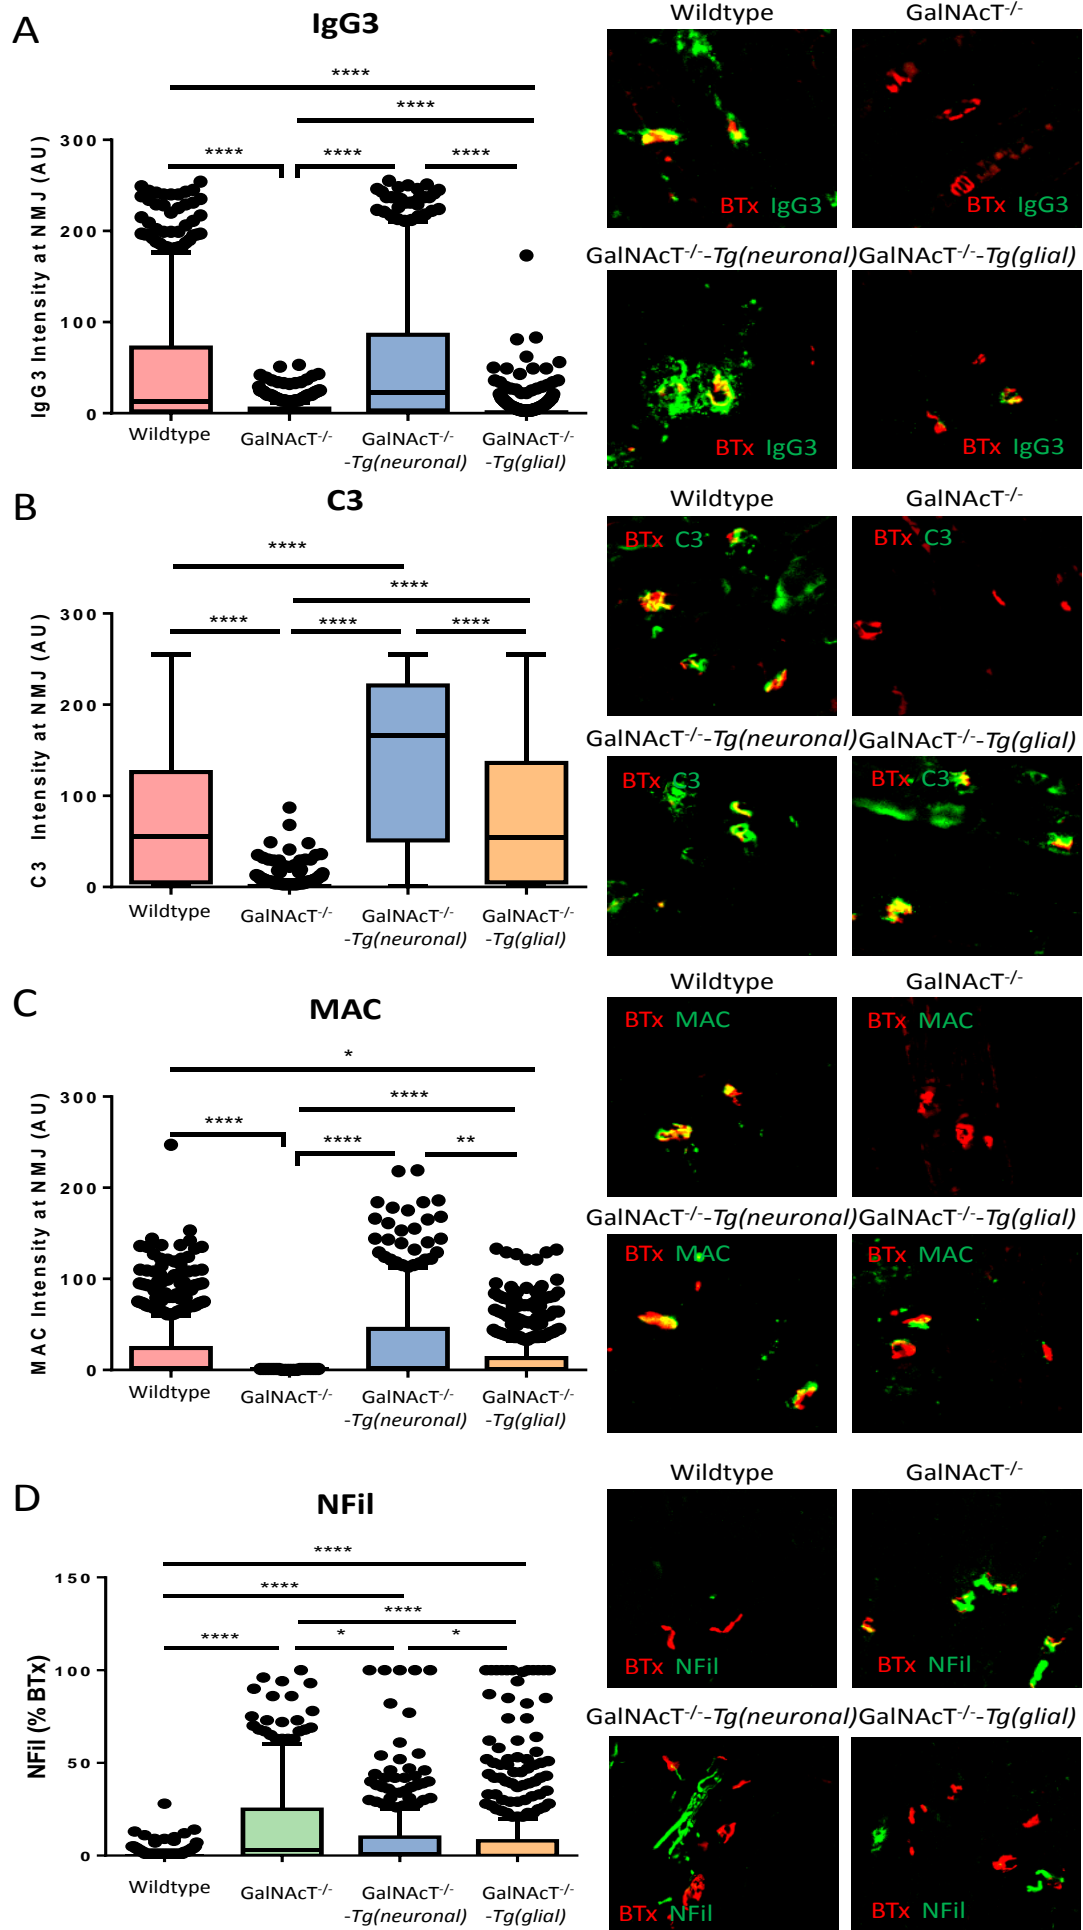 A
IgG3
****
****
**** **** ****
IgG3 Intensity at NMJ (AU)
300
200
100
0
Wildtype
GalNAcT-/-
GalNAcT-/-
-Tg(neuronal)
GalNAcT-/-
-Tg(glial)
Wildtype
GalNAcT-/-
BTx IgG3
BTx IgG3
GalNAcT-/--Tg(neuronal)
GalNAcT-/--Tg(glial)
BTx IgG3
BTx IgG3
B
C3
****
****
**** **** ****
C3 Intensity at NMJ (AU)
300
200
100
0
Wildtype
GalNAcT-/-
GalNAcT-/-
-Tg(neuronal)
GalNAcT-/-
-Tg(glial)
Wildtype
GalNAcT-/-
BTx C3
BTx C3
GalNAcT-/--Tg(neuronal)
GalNAcT-/--Tg(glial)
BTx C3
BTx C3
C
MAC
*
****
**** **** **
MAC Intensity at NMJ (AU)
300
200
100
0
Wildtype
GalNAcT-/-
GalNAcT-/-
-Tg(neuronal)
GalNAcT-/-
-Tg(glial)
Wildtype
GalNAcT-/-
BTx MAC
BTx MAC
GalNAcT-/--Tg(neuronal)
GalNAcT-/--Tg(glial)
BTx MAC
BTx MAC
D
NFil
****
****
****
**** * *
NFil (% BTx)
150
100
50
0
Wildtype
GalNAcT-/-
GalNAcT-/-
-Tg(neuronal)
GalNAcT-/-
-Tg(glial)
Wildtype
GalNAcT-/-
BTx NFil
BTx NFil
GalNAcT-/--Tg(neuronal)
GalNAcT-/--Tg(glial)
BTx NFil
BTx NFil